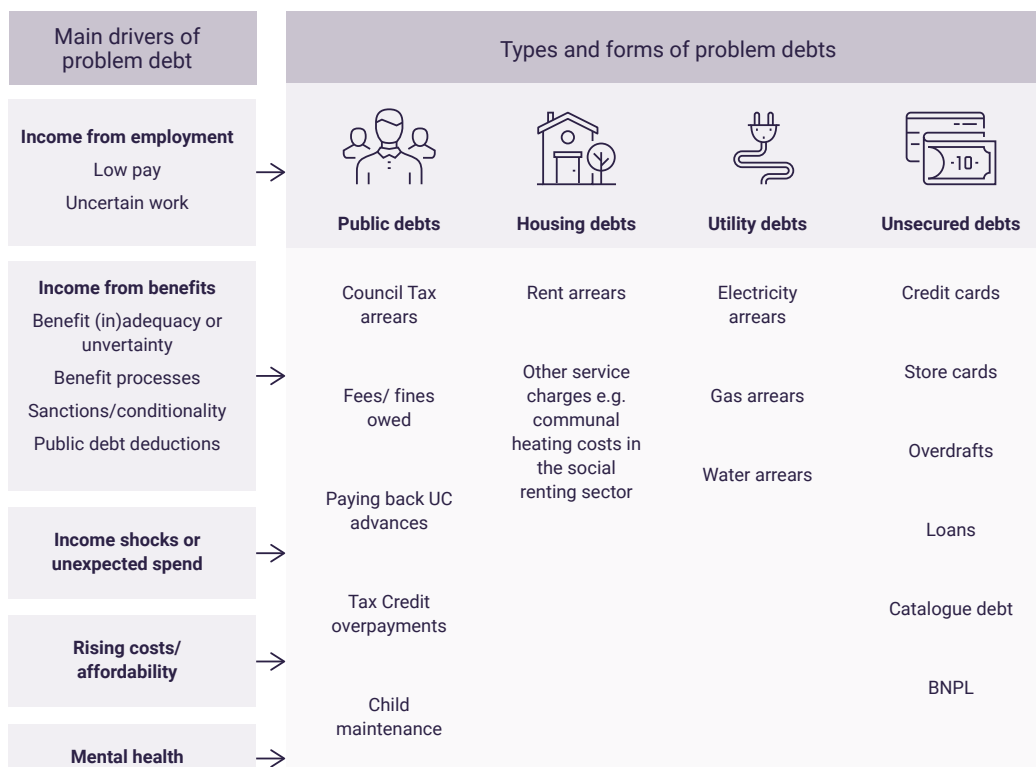 Main drivers of
problem debt
Types and forms of problem debts
Income from employment
Low pay
Uncertain work
Income from benefits
Benefit (in)adequacy or
unvertainty
Benefit processes
Sanctions/conditionality
Public debt deductions
Income shocks or
unexpected spend
Rising costs/
affordability
Mental health
Public debts
Council Tax
arrears
Fees/ fines
owed
Paying back UC
advances
Tax Credit
overpayments
Child
maintenance
Housing debts
Rent arrears
Other service
charges e.g.
communal
heating costs in
the social
renting sector
Utility debts
Electricity
arrears
Gas arrears
Water arrears
-10-
Unsecured debts
Credit cards
Store cards
Overdrafts
Loans
Catalogue debt
BNPL